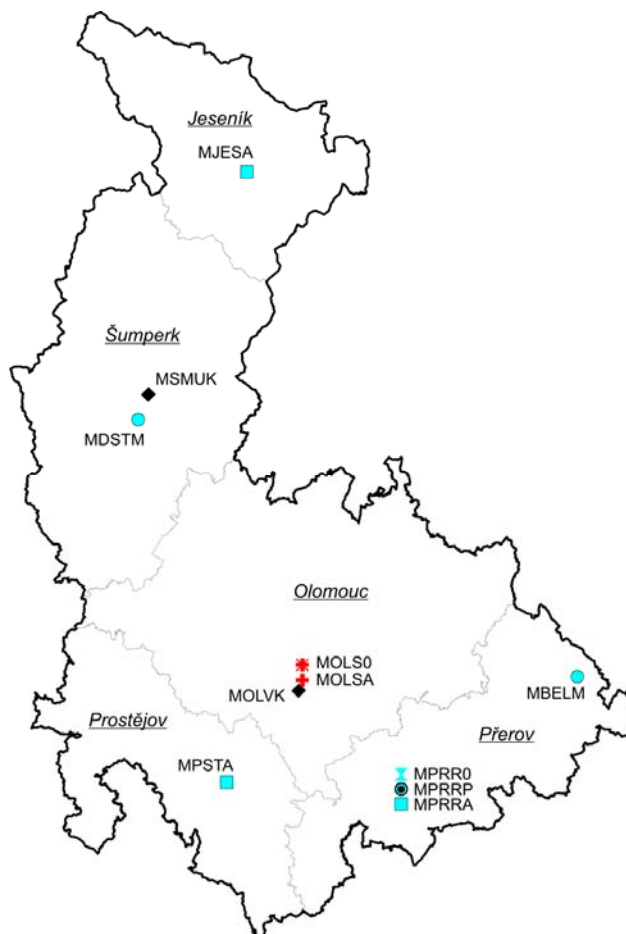 Jeseník
MJESA
Šumperk
MSMUK
MDSTM
Olomouc
MOLS0
MOLSA
MOLVK
MBELM
Prostějov
Přerov
MPSTA
MPRR0
MPRRP
MPRRA